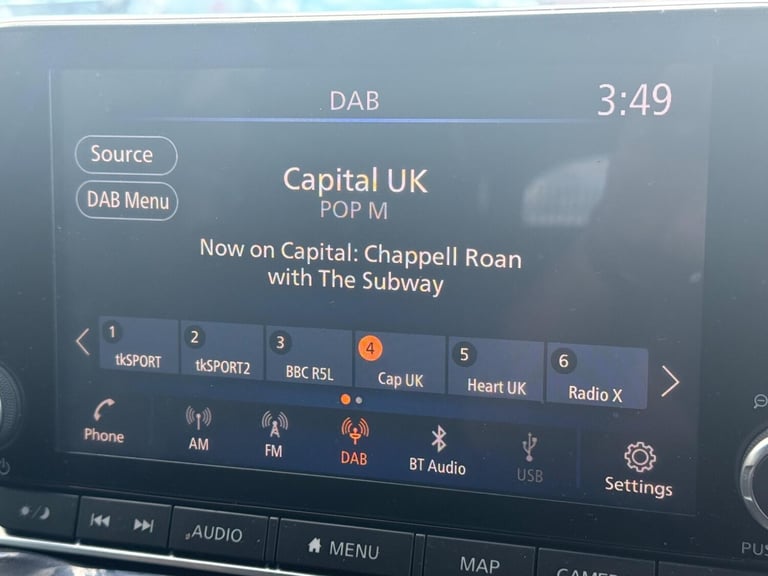 DAB
3:49
Source
DAB Menu
Capital UK
POP M
Now on Capital: Chappell Roan
with The Subway
1 2 3 4 5 6
tkSPORT tkSPORT2 BBC R5L Cap UK Heart UK Radio X
Phone AM FM DAB BT Audio USB Settings
AUDIO MENU MAP